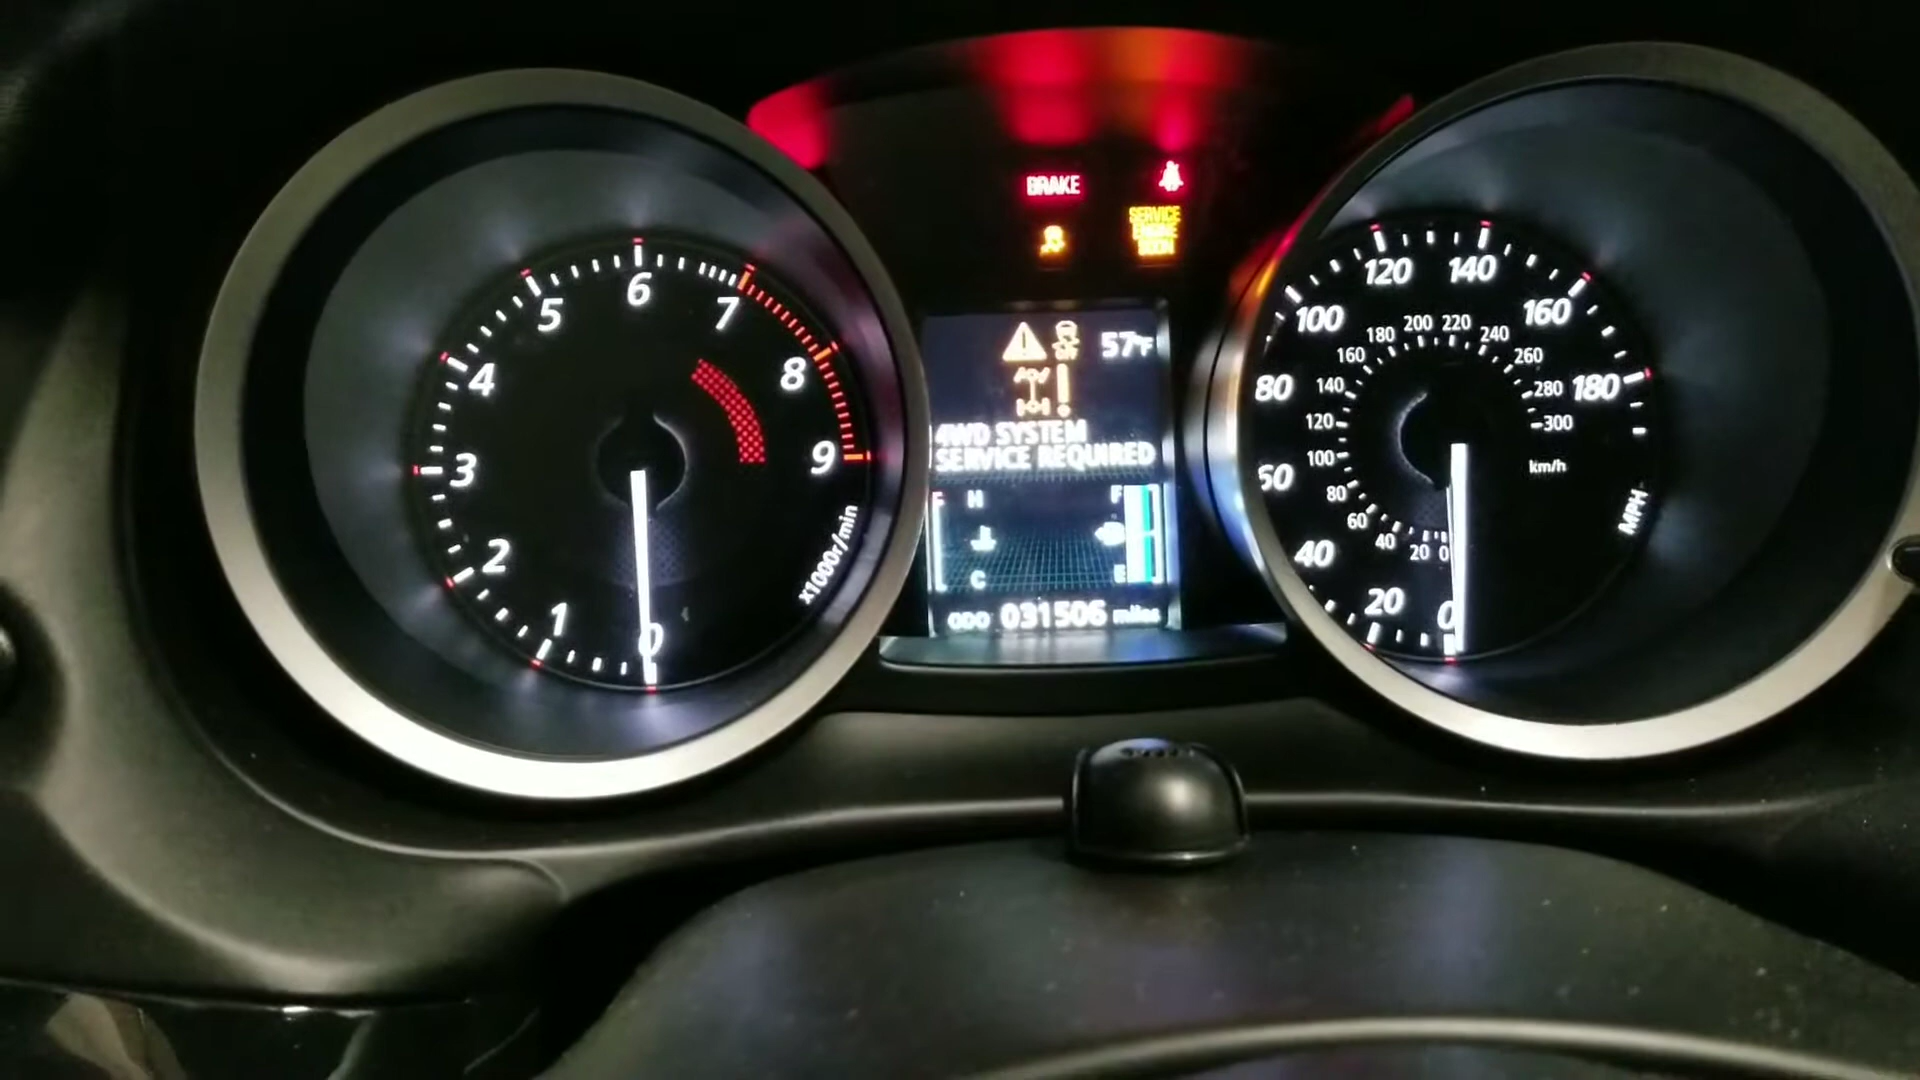 1
2
3
4
5
6
7
8
9
x1000r/min
0
BRAKE
SERVICE
ENGINE
SOON
OFF
57°F
4WD SYSTEM
SERVICE REQUIRED
H
C
F
E
ODO 031506 miles
0
20
40
60
80
100
120
140
160
180
MPH
0
20
40
60
80
100
120
140
160
180
200
220
240
260
280
300
km/h